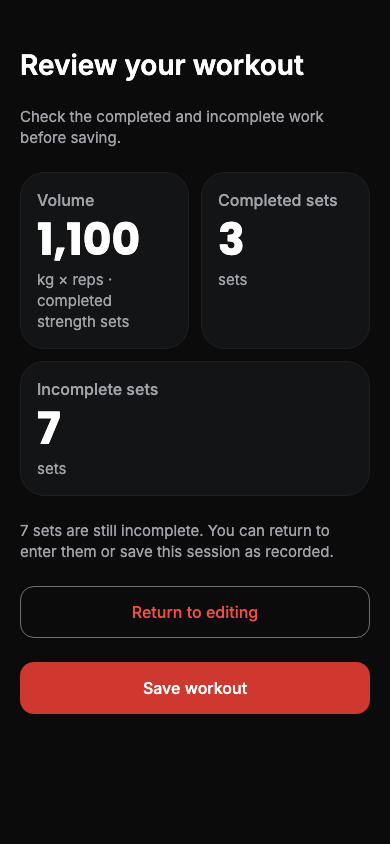 Review your workout
Check the completed and incomplete work
before saving.
Volume
1,100
kg × reps ·
completed
strength sets
Completed sets
3
sets
Incomplete sets
7
sets
7 sets are still incomplete. You can return to
enter them or save this session as recorded.
Return to editing
Save workout